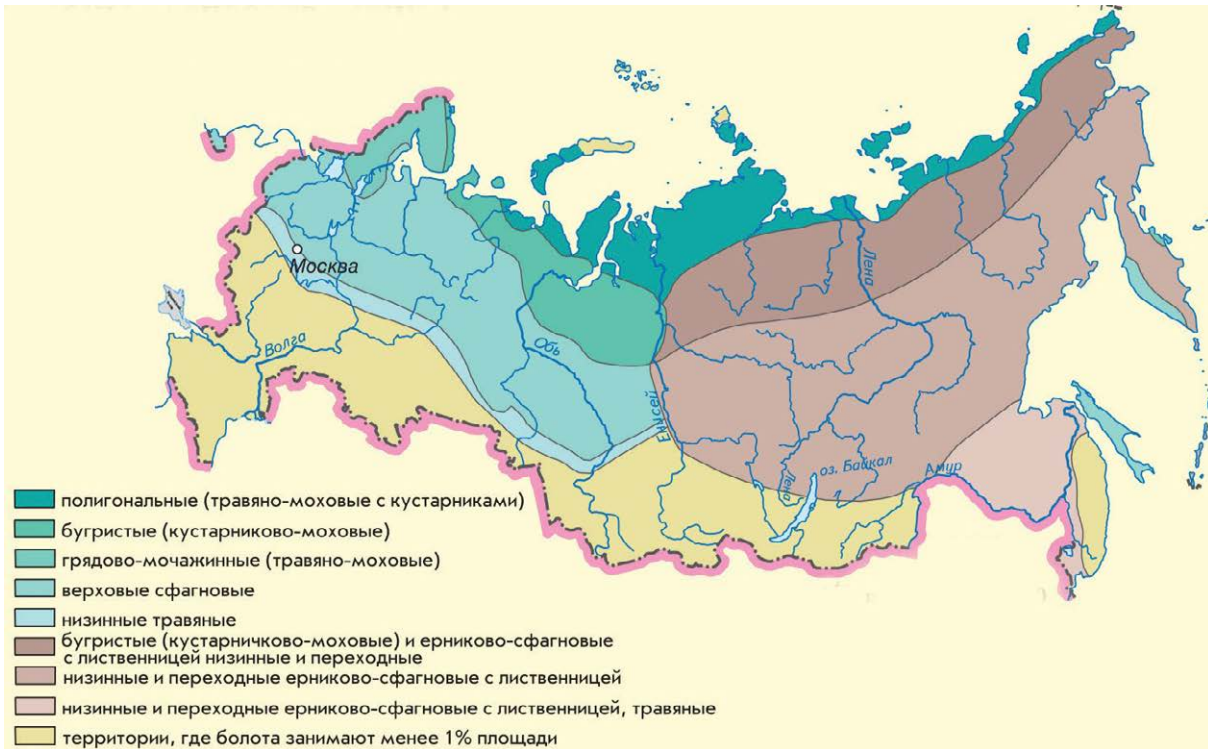 Москва
Волга
Обь
Енисей
Лена
Лена
оз. Байкал
Амур
полигональные (травяно-моховые с кустарниками)
бугристые (кустарниково-моховые)
грядово-мочажинные (травяно-моховые)
верховые сфагновые
низинные травяные
бугристые (кустарничково-моховые) и ерниково-сфагновые
с лиственницей низинные и переходные
низинные и переходные ерниково-сфагновые с лиственницей
низинные и переходные ерниково-сфагновые с лиственницей, травяные
территории, где болота занимают менее 1% площади